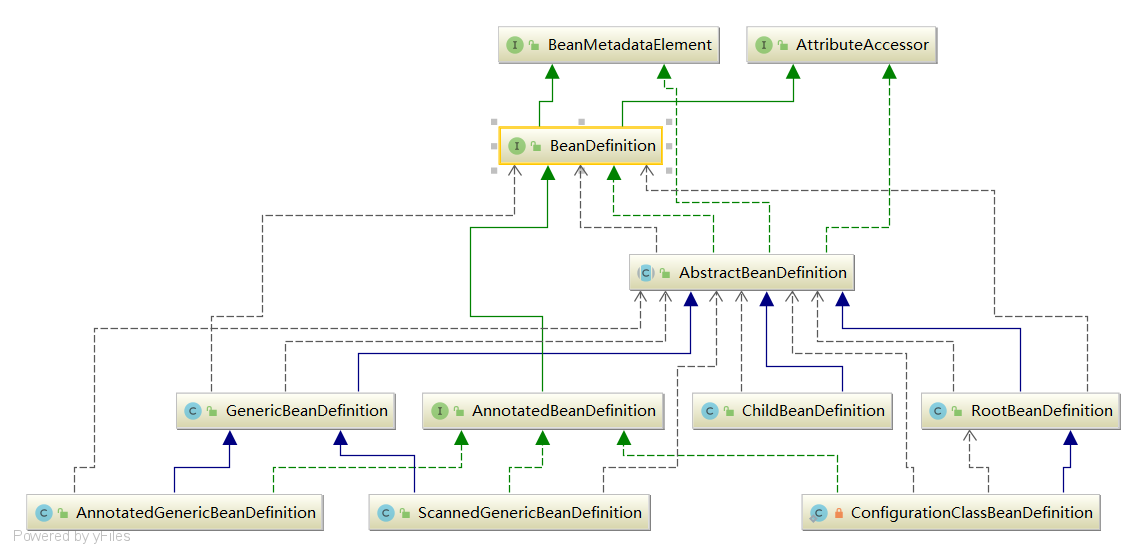 I BeanMetadataElement
I AttributeAccessor
I BeanDefinition
C AbstractBeanDefinition
C GenericBeanDefinition
I AnnotatedBeanDefinition
C ChildBeanDefinition
C RootBeanDefinition
C AnnotatedGenericBeanDefinition
C ScannedGenericBeanDefinition
C ConfigurationClassBeanDefinition
Powered by yFiles